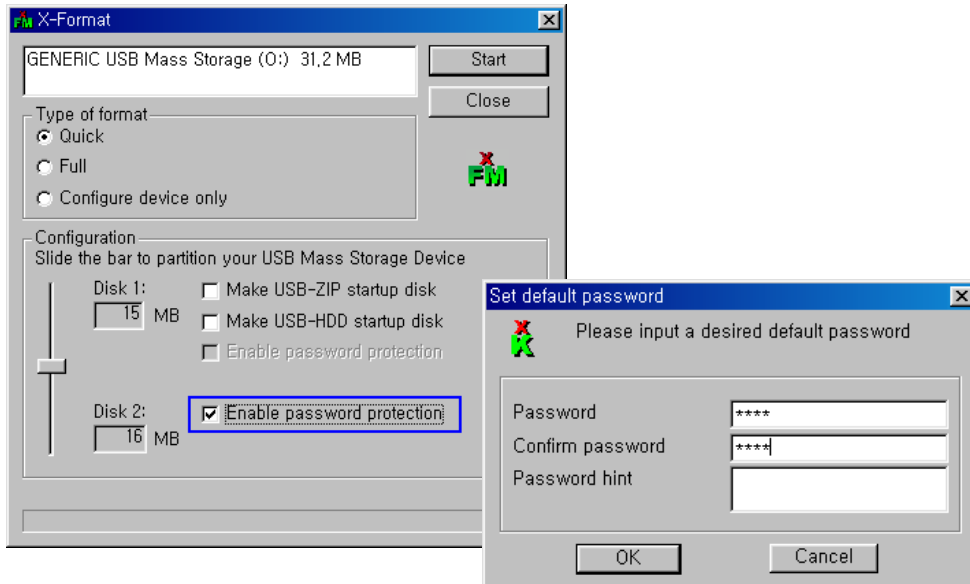 X-Format
GENERIC USB Mass Storage (O:) 31,2 MB
Start
Close
Type of format
Quick
Full
Configure device only
FM
Configuration
Slide the bar to partition your USB Mass Storage Device
Disk 1:
15 MB
Make USB-ZIP startup disk
Make USB-HDD startup disk
Enable password protection
Disk 2:
16 MB
Enable password protection
Set default password
Please input a desired default password
Password
****
Confirm password
****
Password hint
OK
Cancel